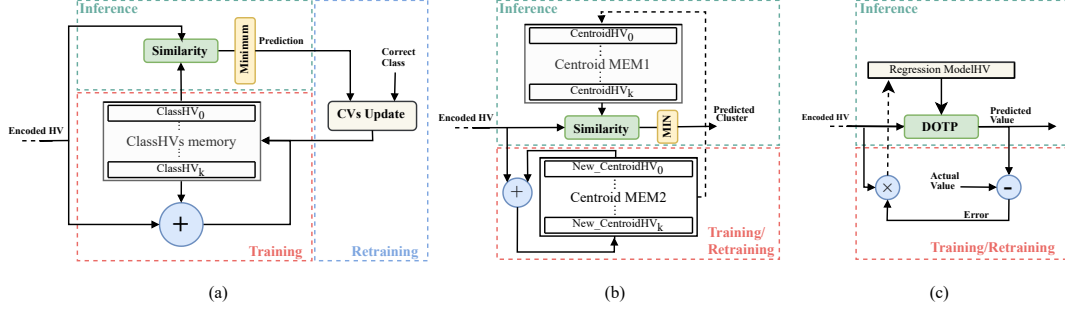 Inference
Similarity
Minimum
Prediction
Correct
Class
CVs Update
Encoded HV
ClassHV0
ClassHVs memory
ClassHVk
+
Training
Retraining
(a)
Inference
CentroidHV0
Centroid MEM1
CentroidHVk
Encoded HV
Similarity
MIN
Predicted
Cluster
+
New_CentroidHV0
Centroid MEM2
New_CentroidHVk
Training/
Retraining
(b)
Inference
Regression ModelHV
Encoded HV
DOTP
Predicted
Value
Actual
Value
×
-
Error
Training/Retraining
(c)